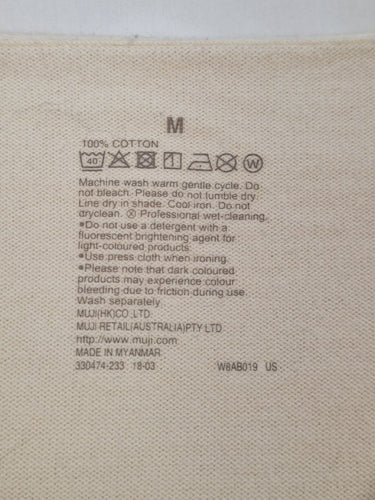 M
100% COTTON
40 W
Machine wash warm gentle cycle. Do
not bleach. Please do not tumble dry.
Line dry in shade. Cool iron. Do not
dryclean. Ⓦ Professional wet-cleaning.
●Do not use a detergent with a
fluorescent brightening agent for
light-coloured products.
●Use press cloth when ironing.
●Please note that dark coloured
products may experience colour
bleeding due to friction during use.
Wash separately.
MUJI(HK)CO.,LTD.
MUJI RETAIL(AUSTRALIA)PTY LTD
http://www.muji.com
MADE IN MYANMAR
330474-233 18-03 W8AB019 US